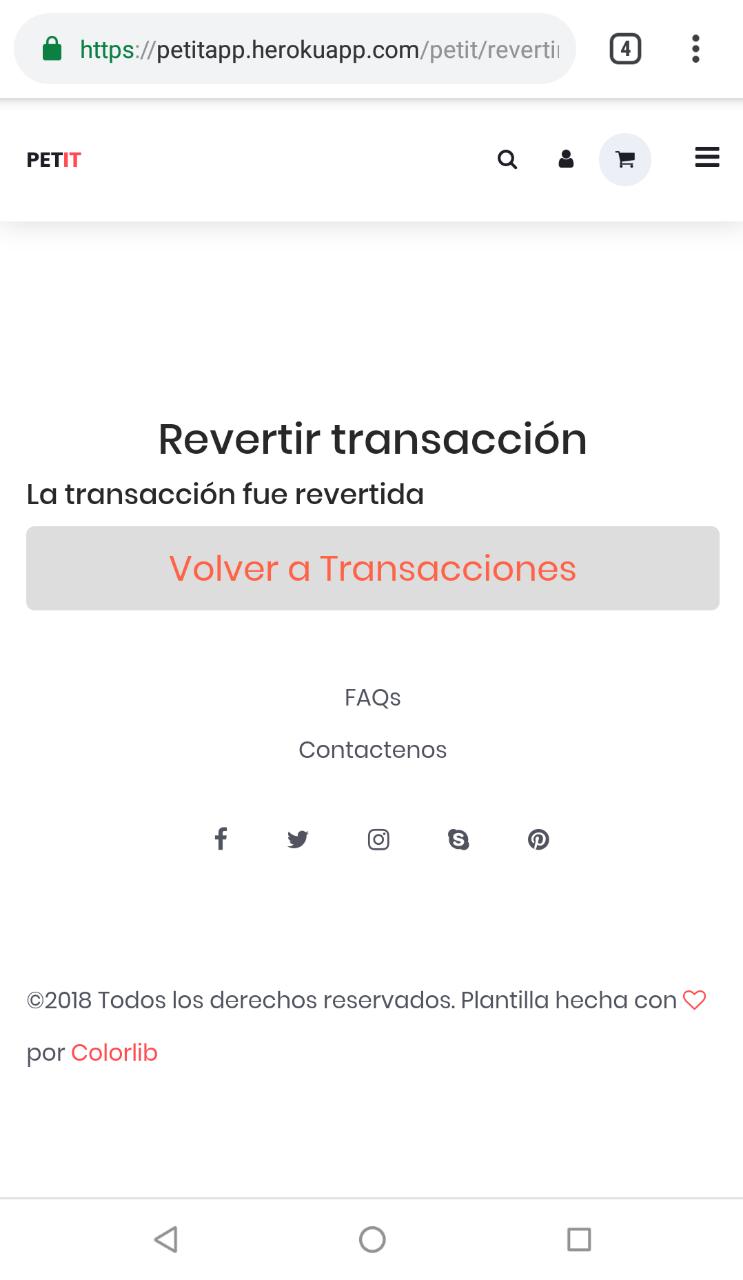 https://petitapp.herokuapp.com/petit/reverti
4
PETIT
Revertir transacción
La transacción fue revertida
Volver a Transacciones
FAQs
Contactenos
©2018 Todos los derechos reservados. Plantilla hecha con
por Colorlib